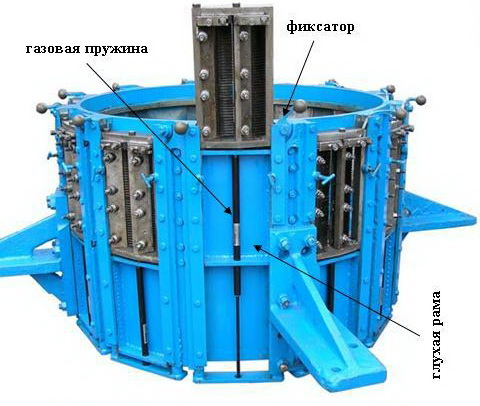 фиксатор
газовая пружина
глухая рама